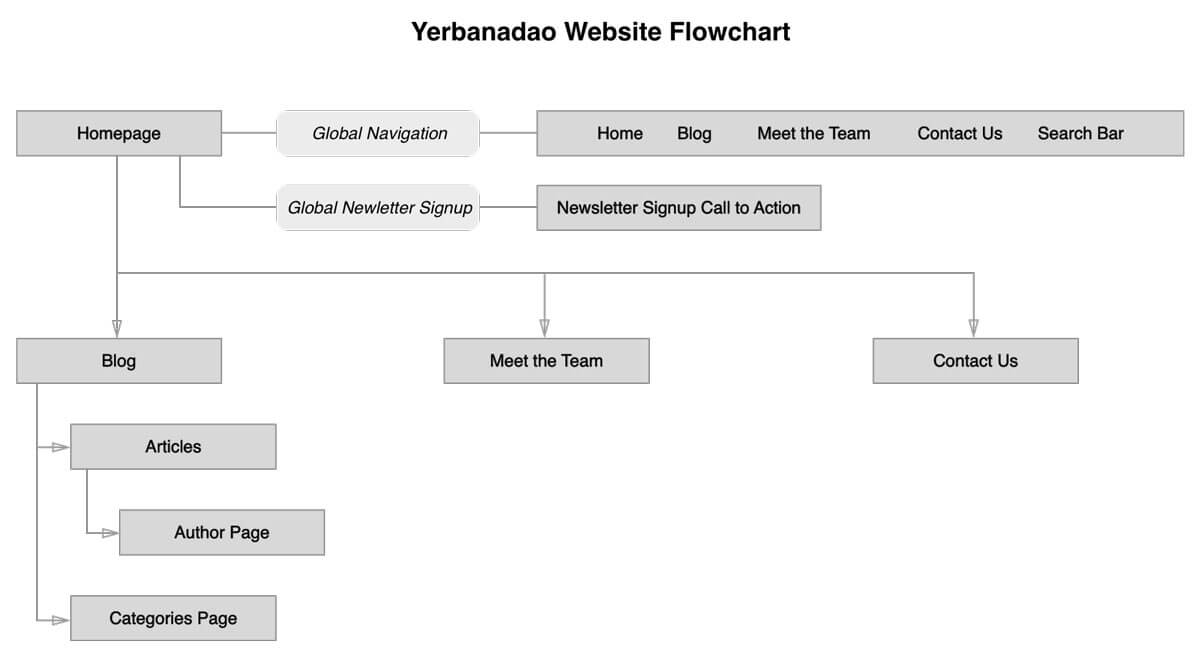 Yerbanadao Website Flowchart
Homepage
Global Navigation
Home Blog Meet the Team Contact Us Search Bar
Global Newletter Signup
Newsletter Signup Call to Action
Blog
Meet the Team
Contact Us
Articles
Author Page
Categories Page